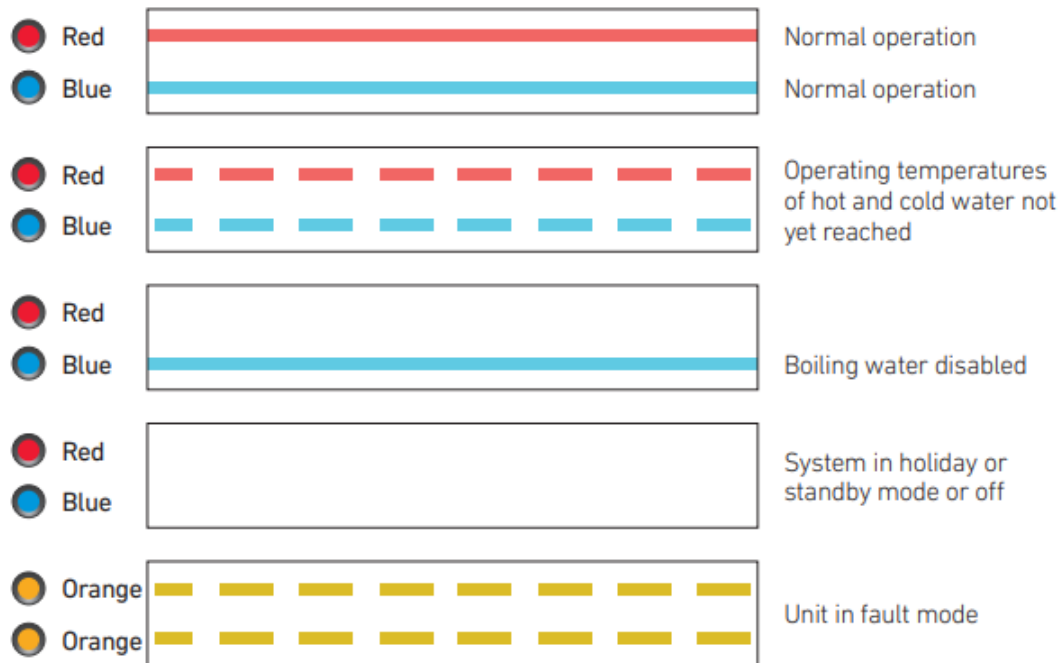 Red
Normal operation
Blue
Normal operation
Red
Blue
Operating temperatures
of hot and cold water not
yet reached
Red
Blue
Boiling water disabled
Red
Blue
System in holiday or
standby mode or off
Orange
Orange
Unit in fault mode